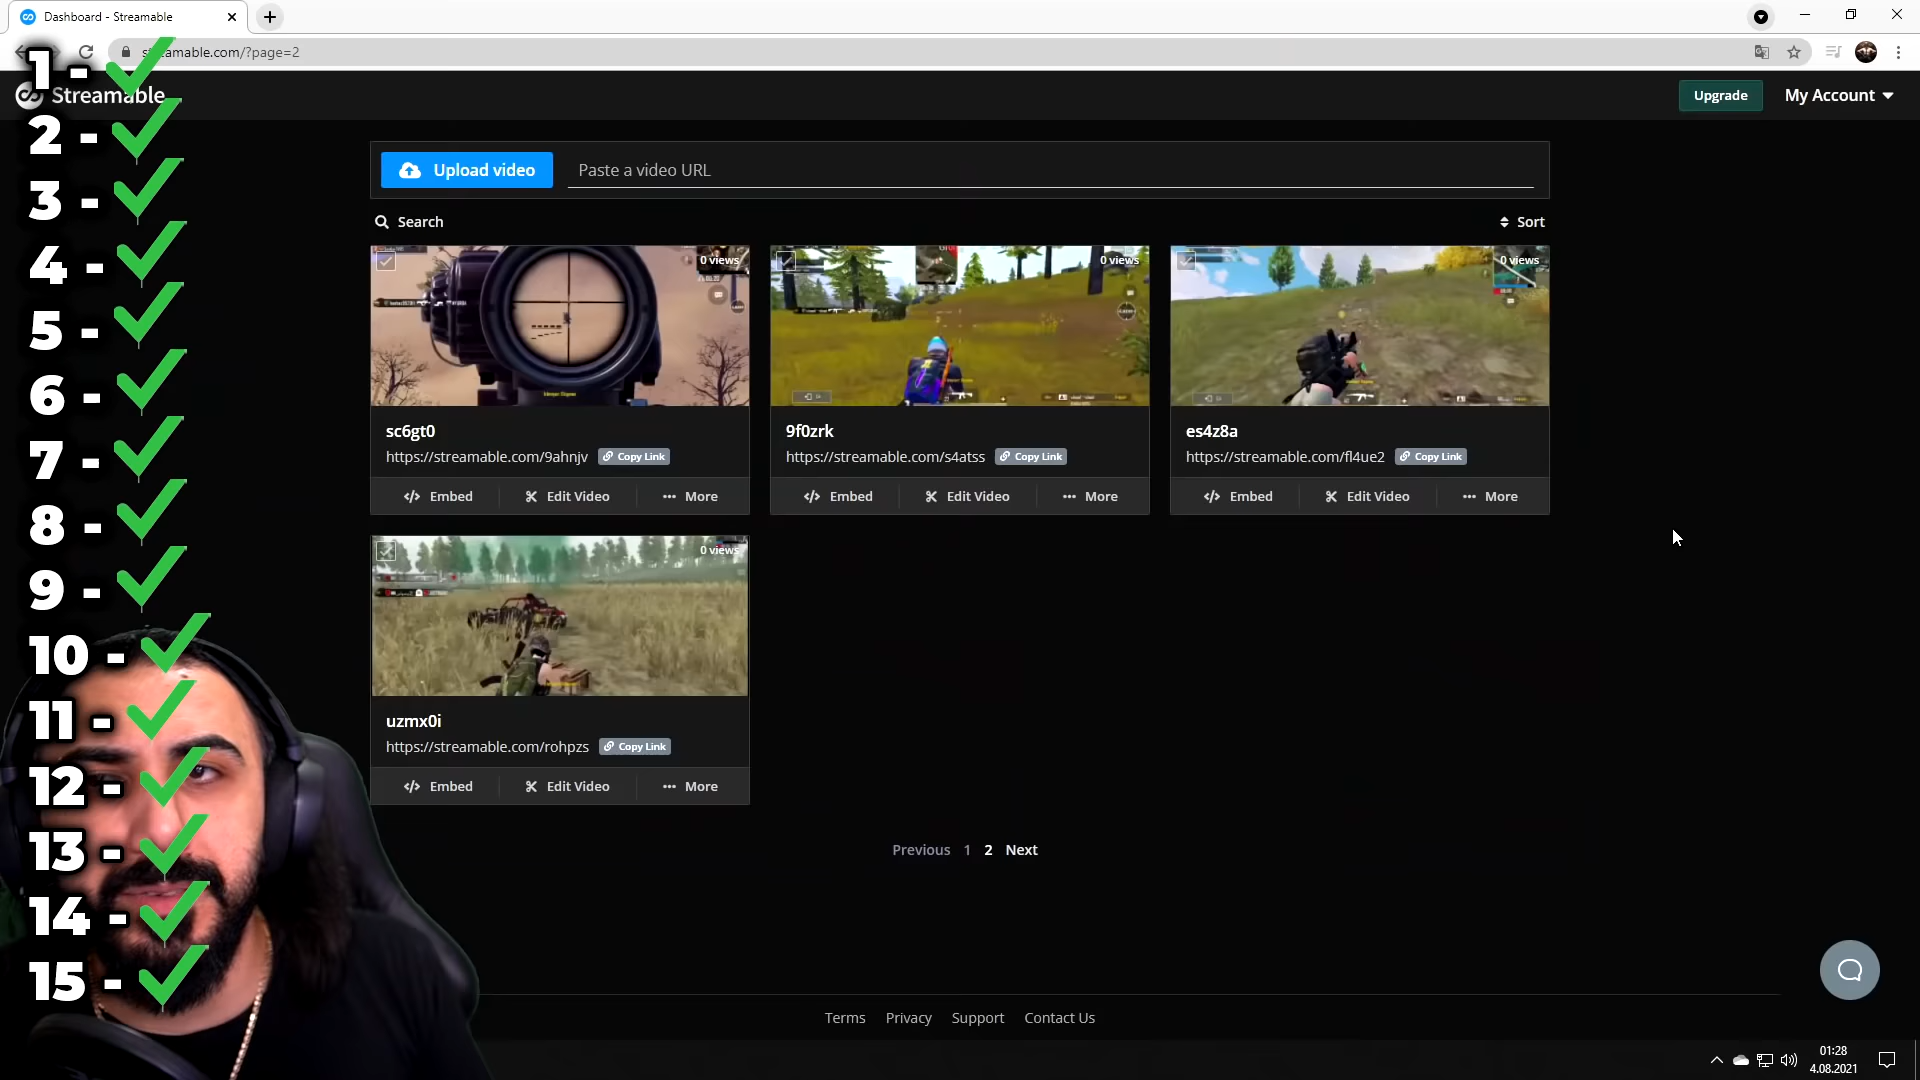 Dashboard - Streamable
streamable.com/?page=2
Streamable
Upgrade
My Account
Upload video
Paste a video URL
Search
Sort
0 views
0 views
0 views
sc6gt0
9f0zrk
es4z8a
https://streamable.com/9ahnjv Copy Link
https://streamable.com/s4atss Copy Link
https://streamable.com/fl4ue2 Copy Link
Embed Edit Video More
Embed Edit Video More
Embed Edit Video More
0 views
uzmx0i
https://streamable.com/rohpzs Copy Link
Embed Edit Video More
Previous 1 2 Next
Terms Privacy Support Contact Us
01:28
4.08.2021
1 -
2 -
3 -
4 -
5 -
6 -
7 -
8 -
9 -
10 -
11 -
12 -
13 -
14 -
15 -